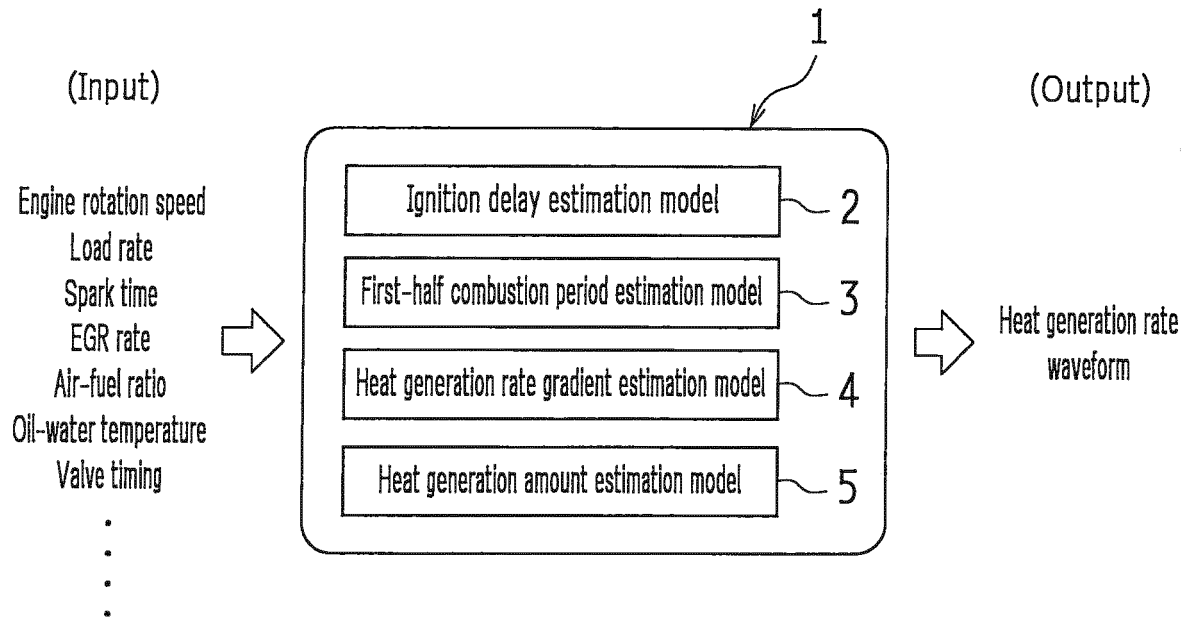 1
(Input)
(Output)
Engine rotation speed
Load rate
Spark time
EGR rate
Air-fuel ratio
Oil-water temperature
Valve timing
Ignition delay estimation model
2
First-half combustion period estimation model
3
Heat generation rate gradient estimation model
4
Heat generation amount estimation model
5
Heat generation rate
waveform